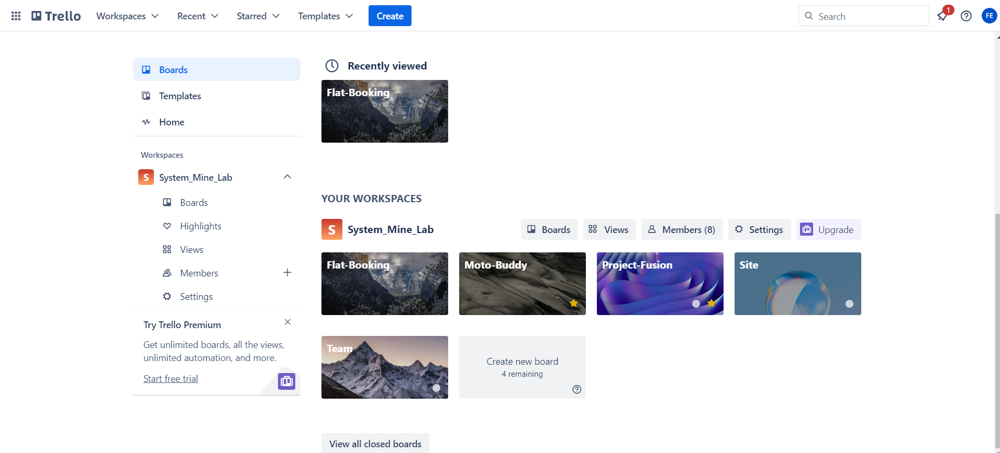 Trello
Workspaces
Recent
Starred
Templates
Create
Search
1
FE
Boards
Templates
Home
Workspaces
S
System_Mine_Lab
Boards
Highlights
Views
Members
Settings
Try Trello Premium
Get unlimited boards, all the views,
unlimited automation, and more.
Start free trial
Recently viewed
Flat-Booking
YOUR WORKSPACES
S
System_Mine_Lab
Boards
Views
Members (8)
Settings
Upgrade
Flat-Booking
Moto-Buddy
Project-Fusion
Site
Team
Create new board
4 remaining
View all closed boards